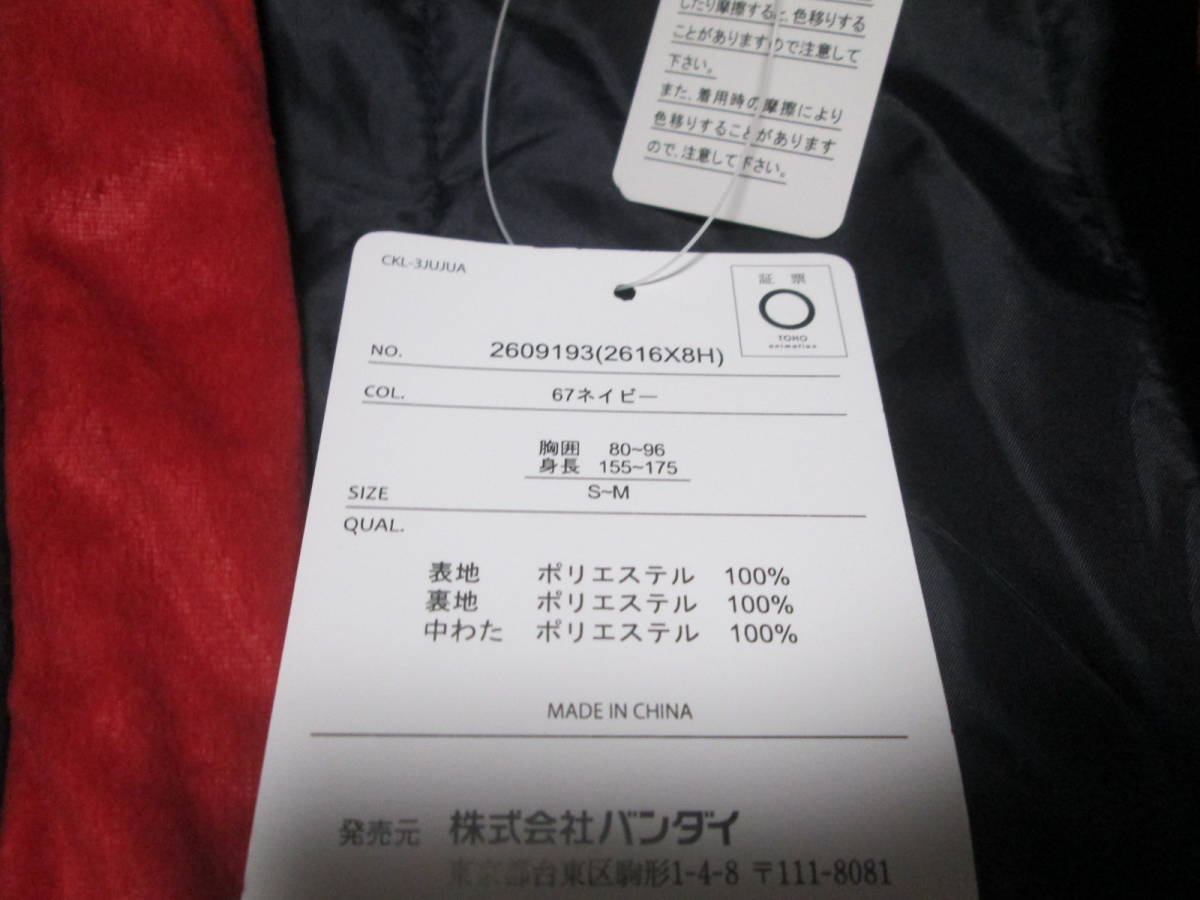 したり摩擦すると、色移りする
ことがありますので注意して
下さい。
また、着用時の摩擦により
色移りすることがあります
ので、注意して下さい。
CKL-3JUJUA
証 票
TOHO
animation
NO. 2609193(2616X8H)
COL. 67ネイビー
胸囲 80~96
身長 155~175
SIZE S~M
QUAL.
表地 ポリエステル 100%
裏地 ポリエステル 100%
中わた ポリエステル 100%
MADE IN CHINA
発売元 株式会社バンダイ
東京都台東区駒形1-4-8 〒111-8081